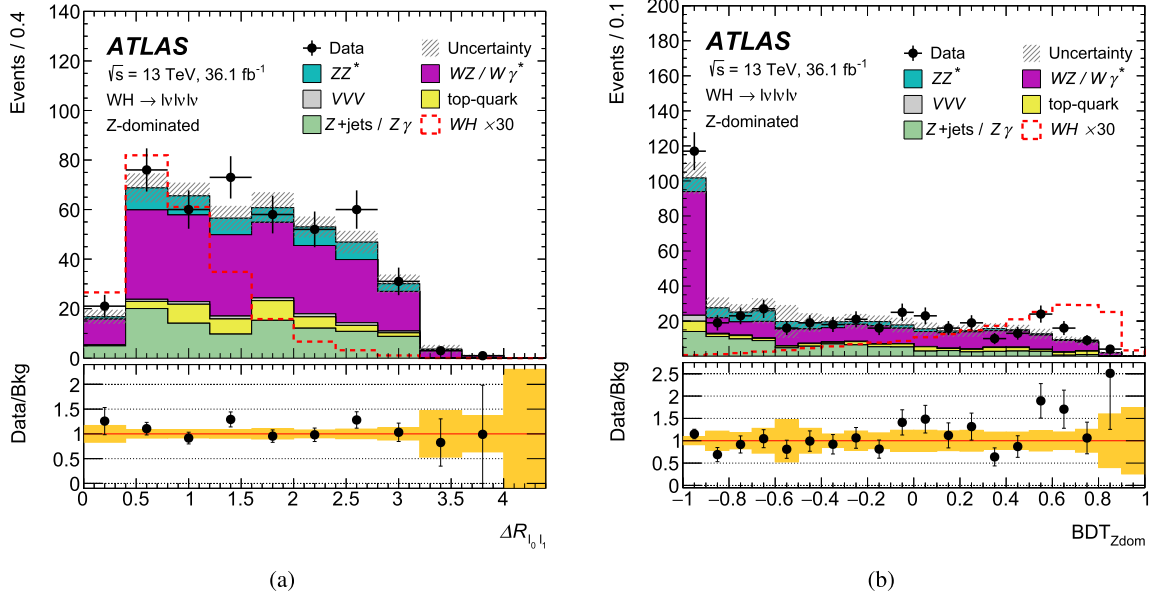 Events / 0.4
140
120
100
80
60
40
20
0
ATLAS
√s = 13 TeV, 36.1 fb⁻¹
WH → lνlνlν
Z-dominated
Data
Uncertainty
ZZ*
WZ / Wγ*
VVV
top-quark
Z+jets / Zγ
WH ×30
Data/Bkg
2
1.5
1
0.5
0
0 0.5 1 1.5 2 2.5 3 3.5 4
ΔR_{l₀ l₁}
(a)
Events / 0.1
200
180
160
140
120
100
80
60
40
20
ATLAS
√s = 13 TeV, 36.1 fb⁻¹
WH → lνlνlν
Z-dominated
Data
Uncertainty
ZZ*
WZ / Wγ*
VVV
top-quark
Z+jets / Zγ
WH ×30
Data/Bkg
2.5
2
1.5
1
0.5
0
−1 −0.8 −0.6 −0.4 −0.2 0 0.2 0.4 0.6 0.8 1
BDT_{Zdom}
(b)